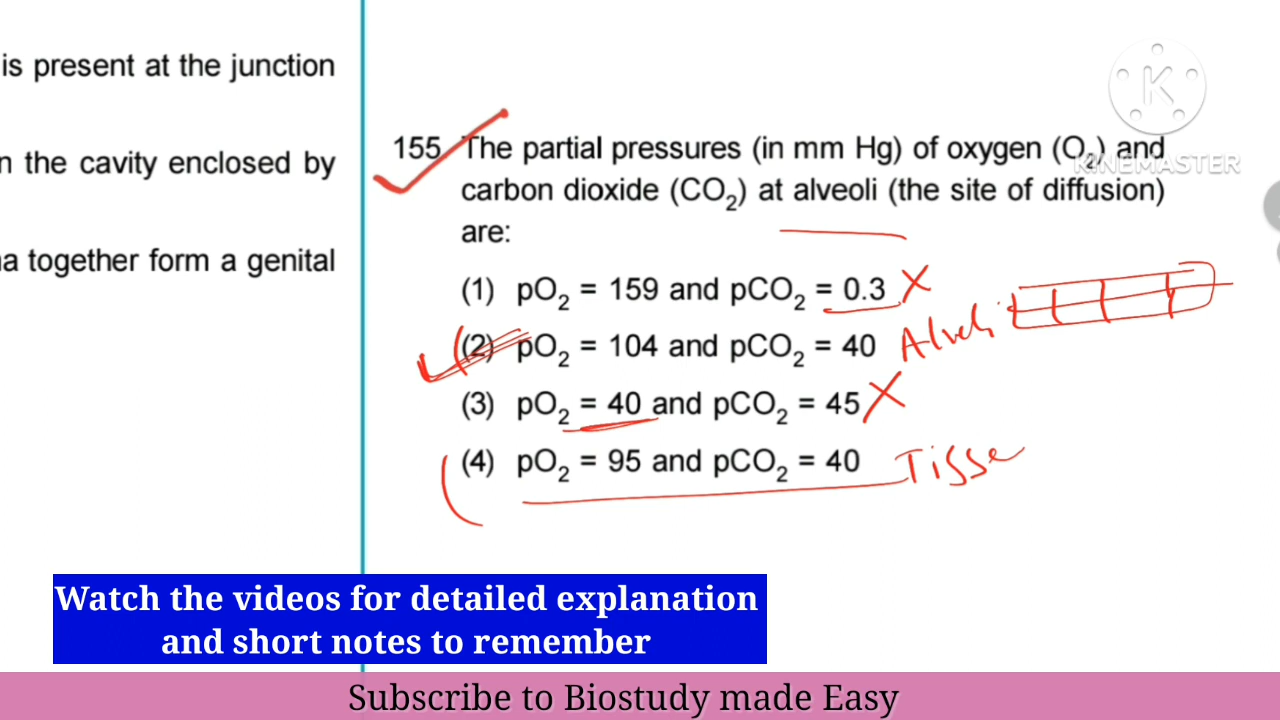 is present at the junction
n the cavity enclosed by
a together form a genital
K
KINEMASTER
155 The partial pressures (in mm Hg) of oxygen (O₂) and
carbon dioxide (CO₂) at alveoli (the site of diffusion)
are:
(1) pO₂ = 159 and pCO₂ = 0.3
(2) pO₂ = 104 and pCO₂ = 40 Alveli
(3) pO₂ = 40 and pCO₂ = 45
(4) pO₂ = 95 and pCO₂ = 40 Tisse
Watch the videos for detailed explanation
and short notes to remember
Subscribe to Biostudy made Easy